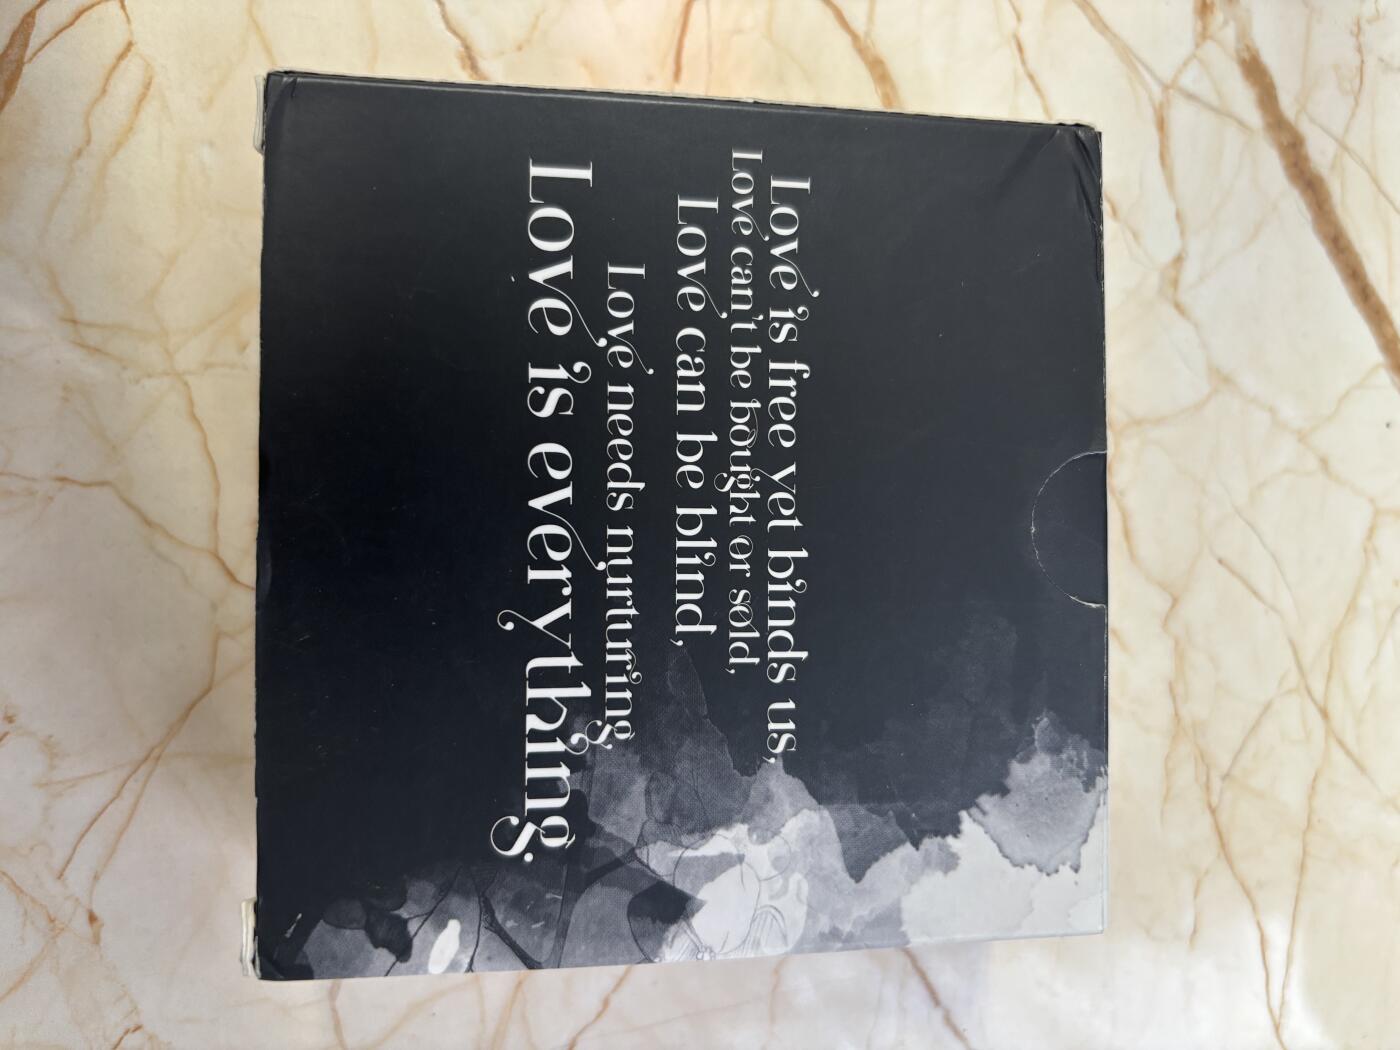 Love is free yet binds us,
Love can't be bought or sold,
Love can be blind,
Love needs nurturing,
Love is everything.